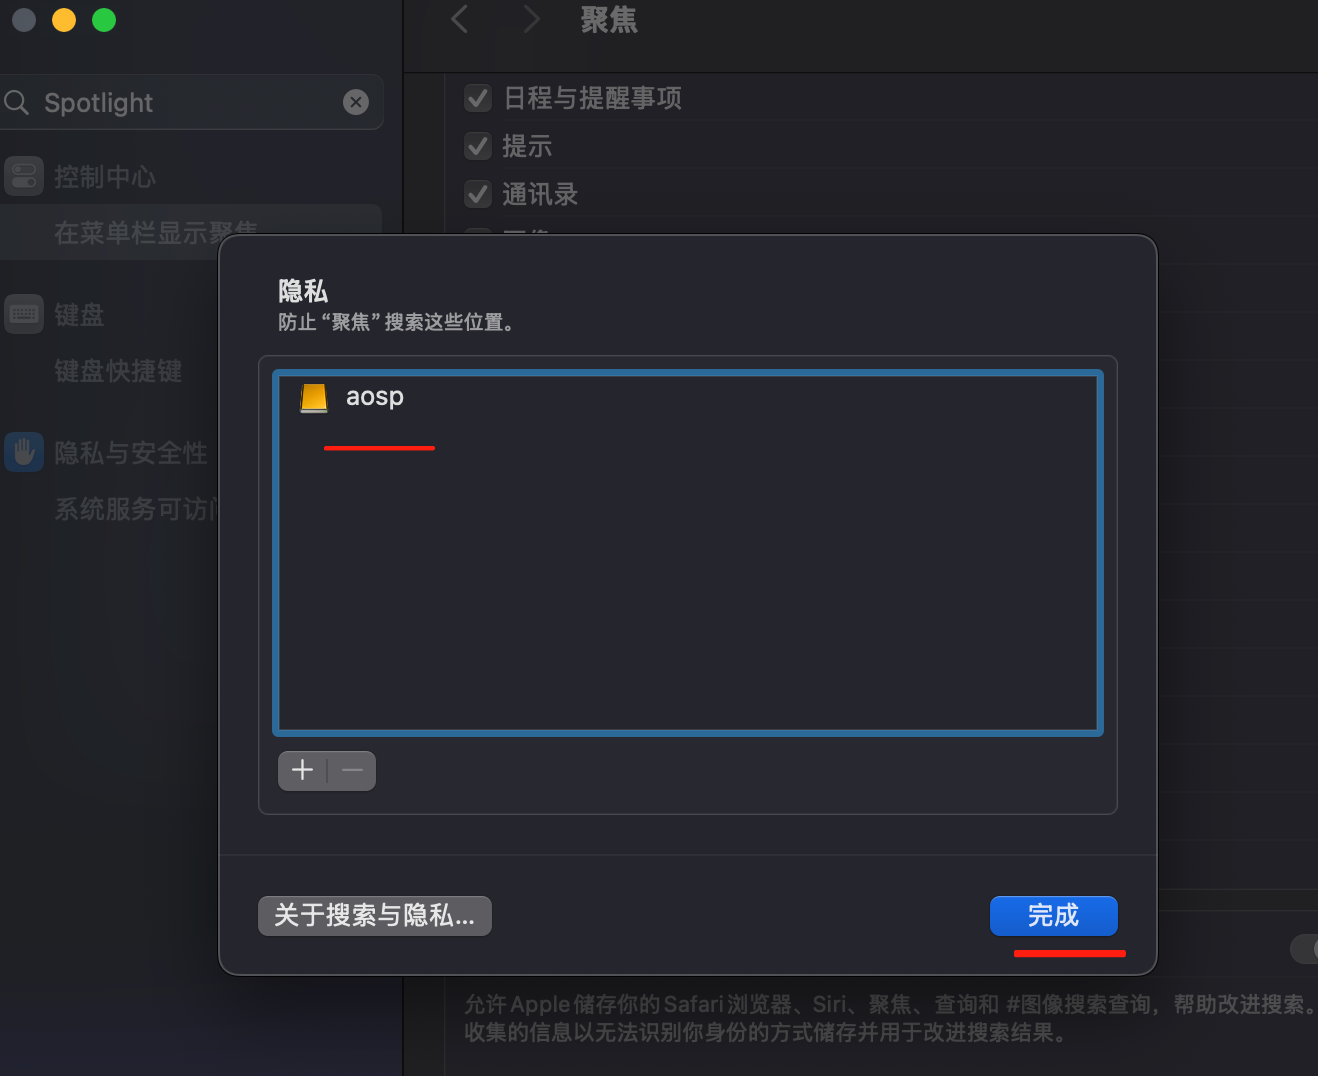 聚焦
Spotlight
日程与提醒事项
提示
控制中心
通讯录
在菜单栏显示聚焦
键盘
键盘快捷键
隐私与安全性
系统服务可访
隐私
防止“聚焦”搜索这些位置。
aosp
关于搜索与隐私...
完成
允许Apple储存你的Safari浏览器、Siri、聚焦、查询和 #图像搜索查询，帮助改进搜索。
收集的信息以无法识别你身份的方式储存并用于改进搜索结果。